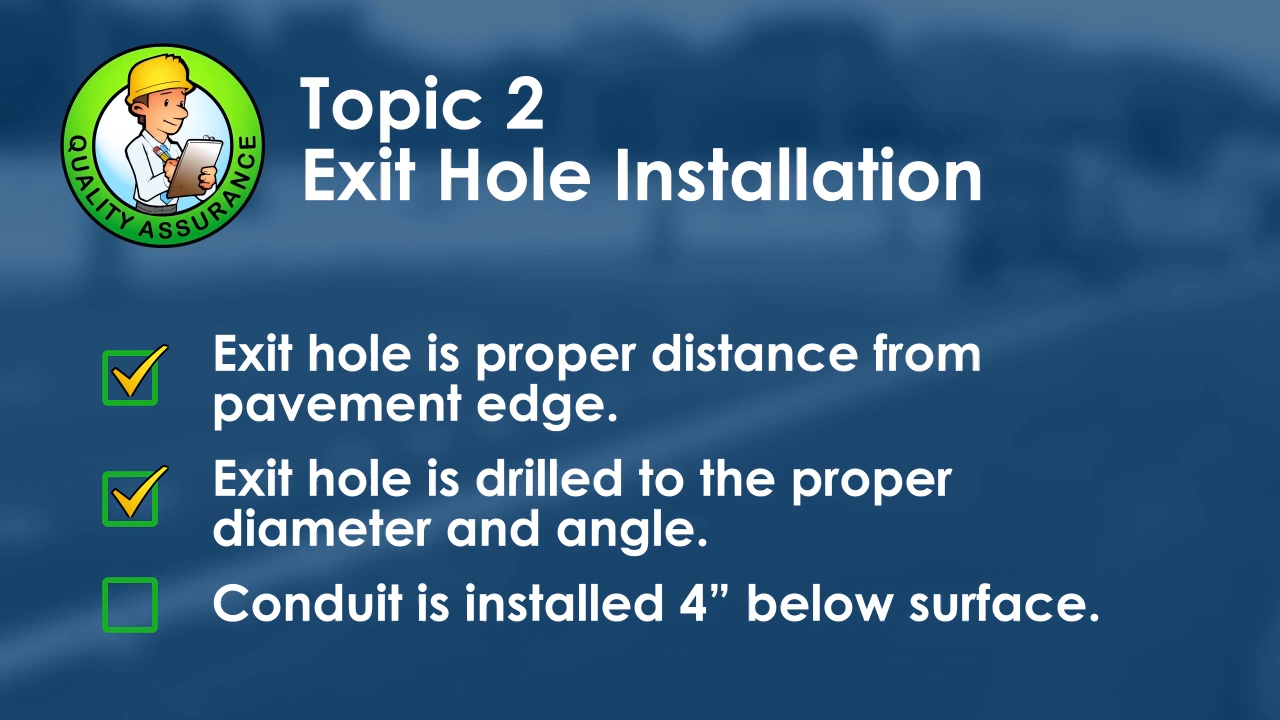 QUALITY ASSURANCE
Topic 2
Exit Hole Installation
Exit hole is proper distance from
pavement edge.
Exit hole is drilled to the proper
diameter and angle.
Conduit is installed 4” below surface.